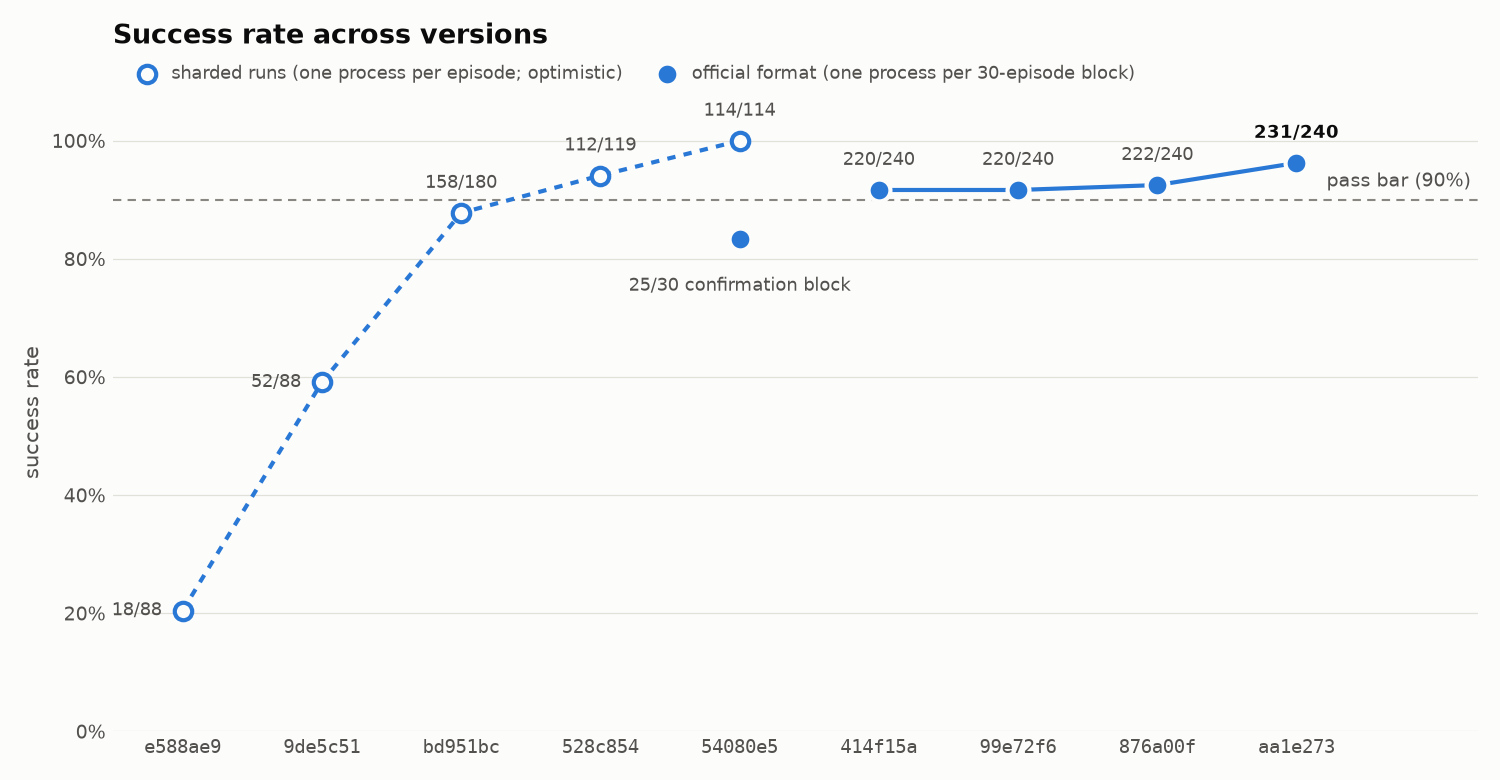 Success rate across versions
sharded runs (one process per episode; optimistic)
official format (one process per 30-episode block)
114/114
231/240
100%
112/119
220/240
220/240
222/240
158/180
pass bar (90%)
80%
25/30 confirmation block
success rate
60%
52/88
40%
20%
18/88
0%
e588ae9
9de5c51
bd951bc
528c854
54080e5
414f15a
99e72f6
876a00f
aa1e273